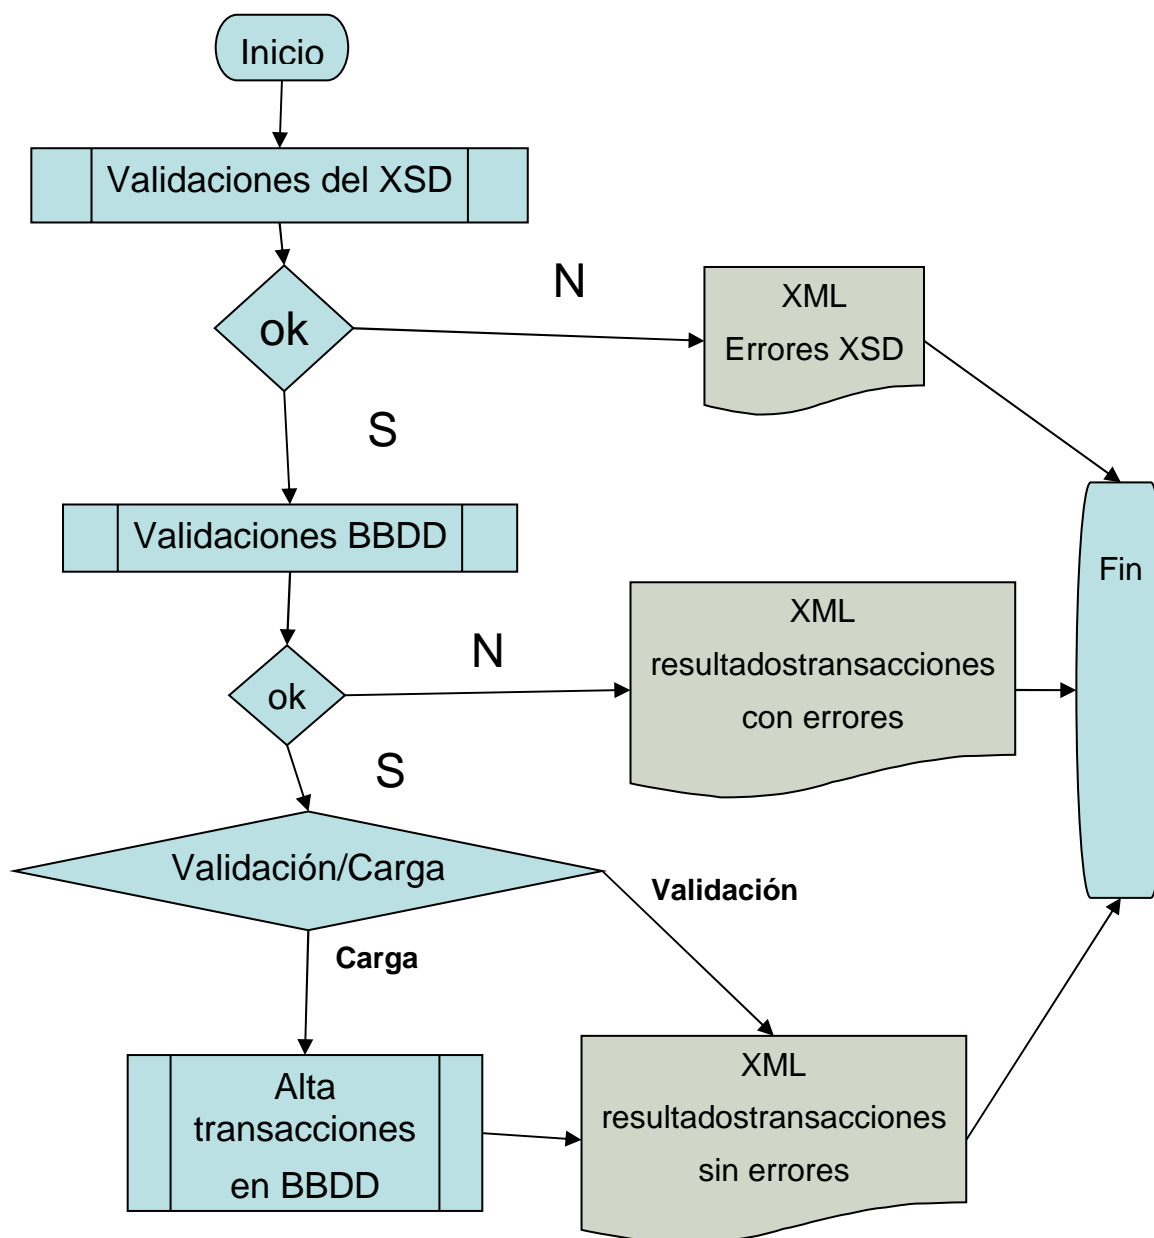 Inicio
Validaciones del XSD
ok
N
XML
Errores XSD
S
Validaciones BBDD
Fin
ok
N
XML
resultadostransacciones
con errores
S
Validación/Carga
Validación
Carga
Alta
transacciones
en BBDD
XML
resultadostransacciones
sin errores